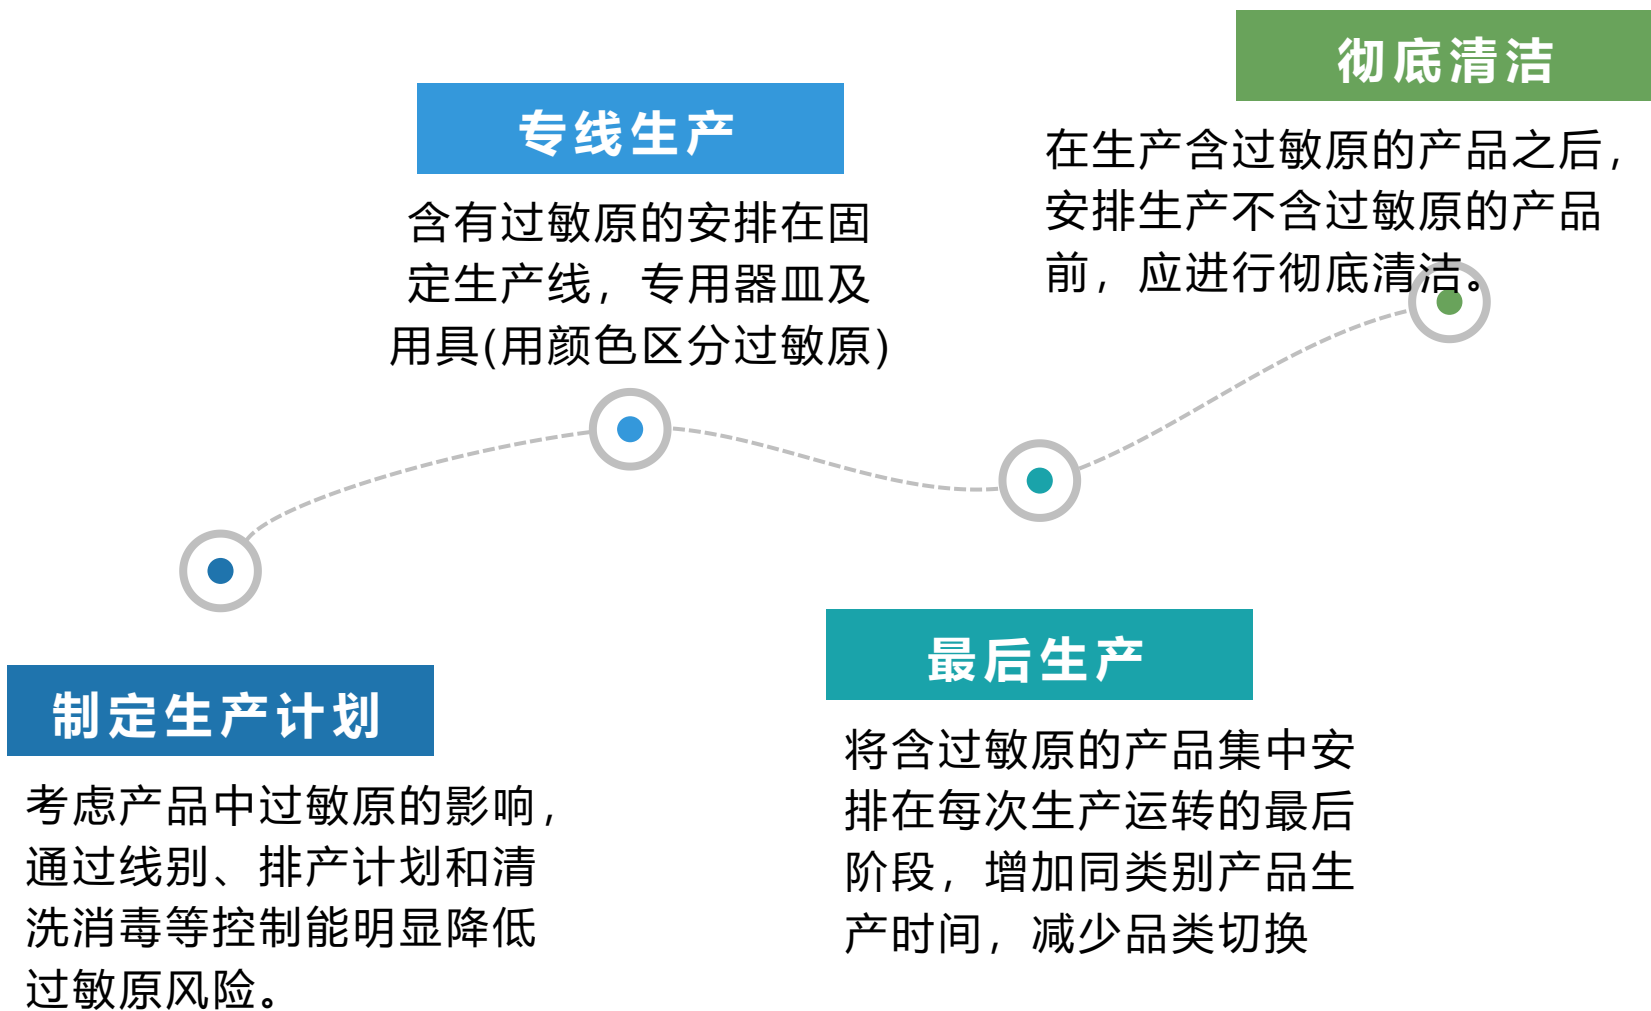 制定生产计划
考虑产品中过敏原的影响，
通过线别、排产计划和清
洗消毒等控制能明显降低
过敏原风险。
专线生产
含有过敏原的安排在固
定生产线，专用器皿及
用具(用颜色区分过敏原)
最后生产
将含过敏原的产品集中安
排在每次生产运转的最后
阶段，增加同类别产品生
产时间，减少品类切换
彻底清洁
在生产含过敏原的产品之后，
安排生产不含过敏原的产品
前，应进行彻底清洁。